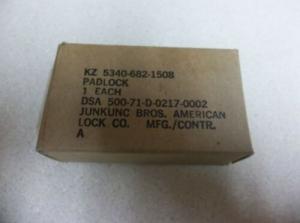 KZ 5340-682-1508
PADLOCK
1 EACH
DSA 500-71-D-0217-0002
JUNKUNC BROS. AMERICAN
LOCK CO. MFG./CONTR.
A